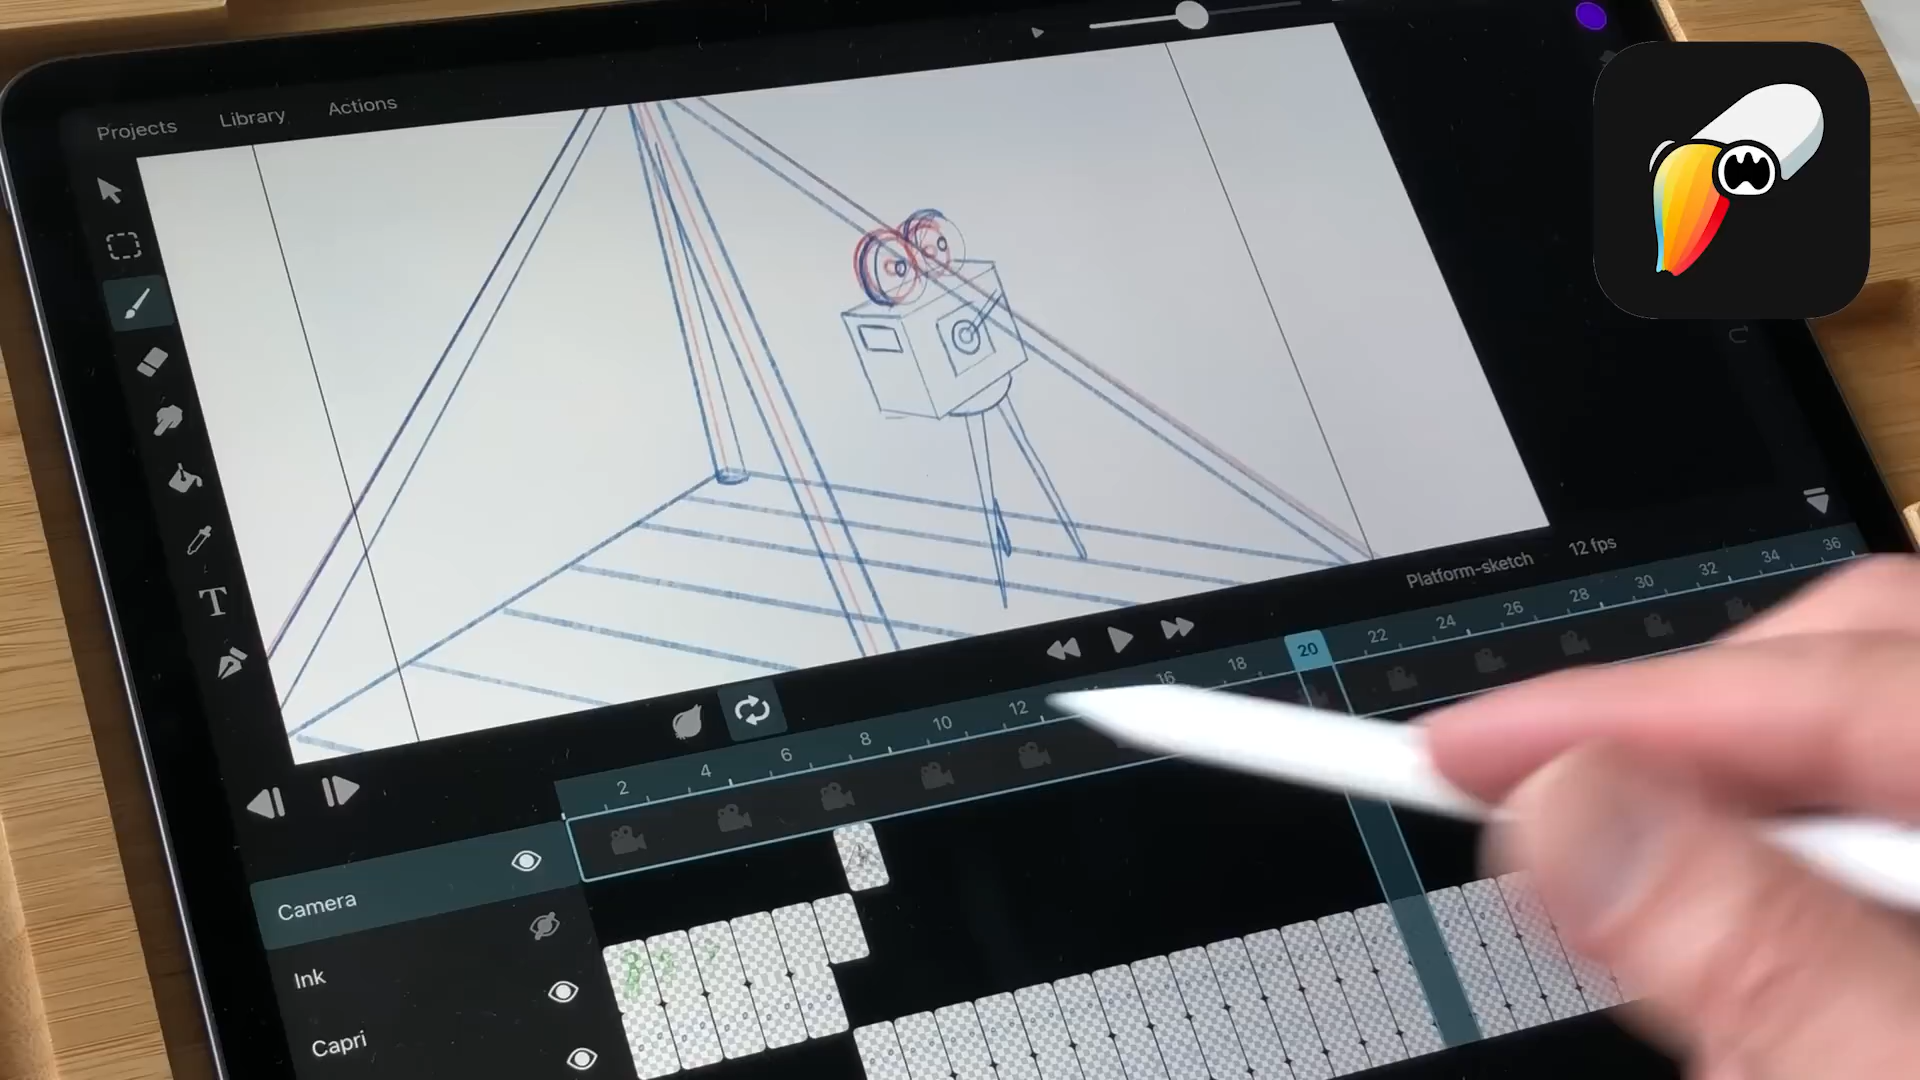 Projects Library Actions
T
Platform-sketch 12 fps
2 4 6 8 10 12 16 18 20 22 24 26 28 30 32 34 36
Camera
Ink
Capri